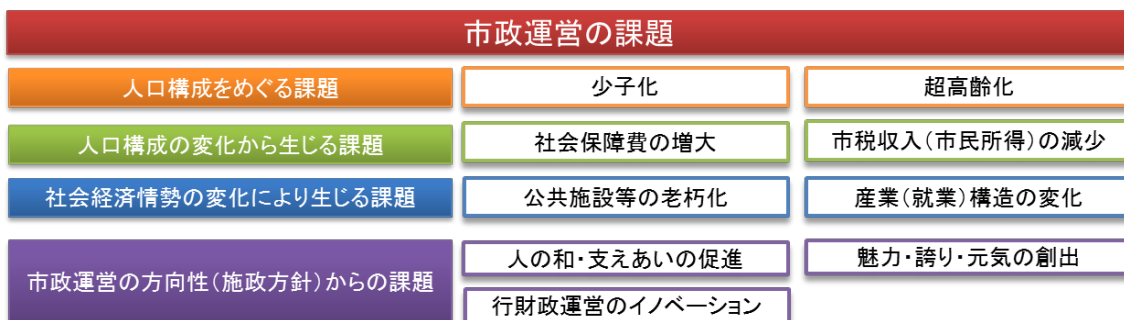 市政運営の課題
人口構成をめぐる課題
少子化
超高齢化
人口構成の変化から生じる課題
社会保障費の増大
市税収入(市民所得)の減少
社会経済情勢の変化により生じる課題
公共施設等の老朽化
産業(就業)構造の変化
市政運営の方向性(施政方針)からの課題
人の和・支えあいの促進
魅力・誇り・元気の創出
行財政運営のイノベーション